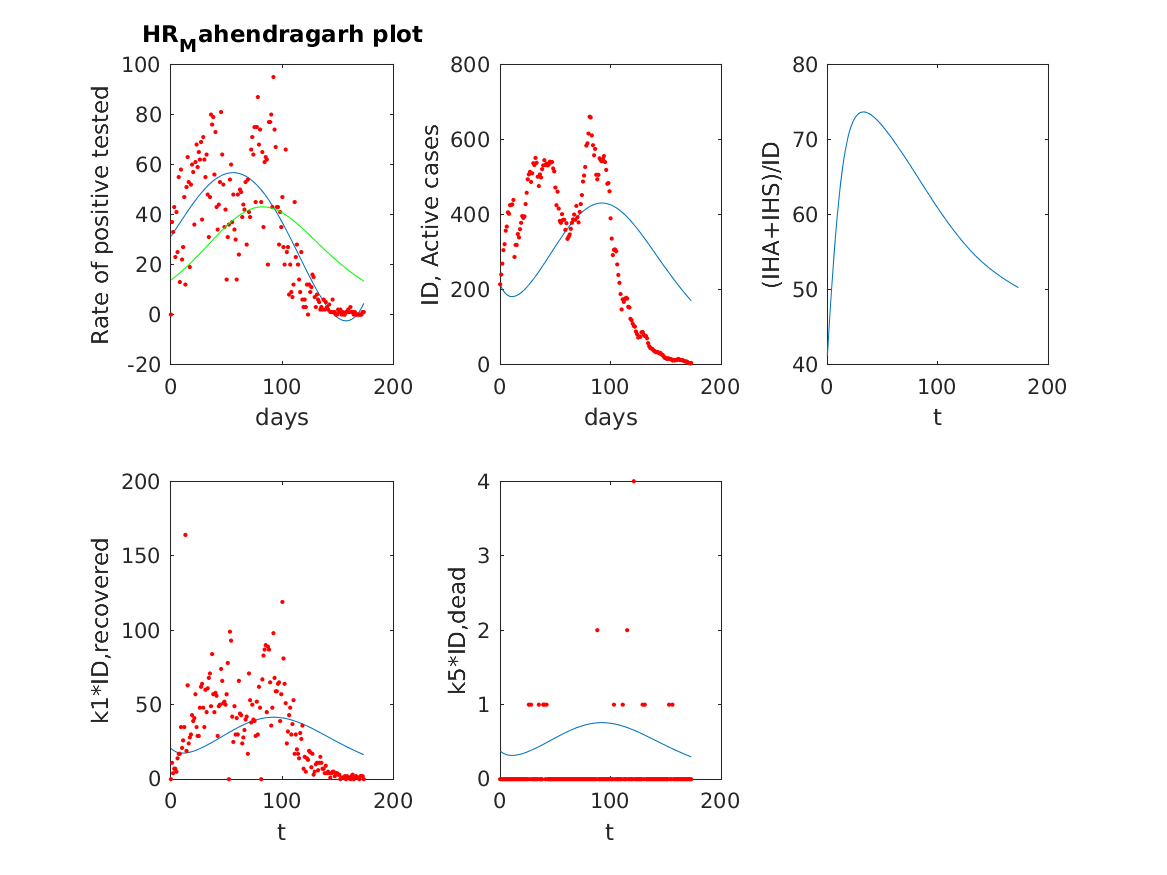 HR_Mahendragarh plot
Rate of positive tested
100
80
60
40
20
0
-20
0 100 200
days
ID, Active cases
800
600
400
200
0
0 100 200
days
(IHA+IHS)/ID
80
70
60
50
40
0 100 200
t
k1*ID,recovered
200
150
100
50
0
0 100 200
t
k5*ID,dead
4
3
2
1
0
0 100 200
t